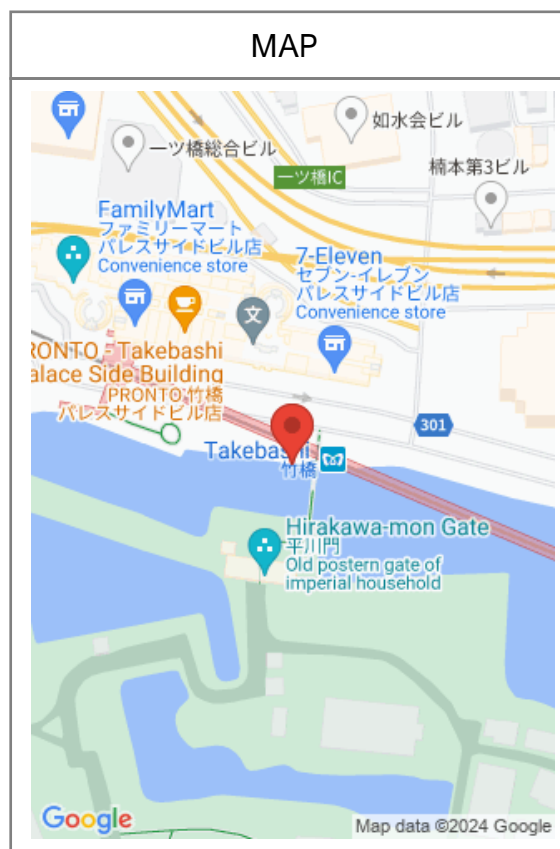 MAP
如水会ビル
一ツ橋総合ビル
一ツ橋IC
楠本第3ビル
FamilyMart
ファミリーマート
パレスサイドビル店
Convenience store
7-Eleven
セブン-イレブン
パレスサイドビル店
Convenience store
文
RONTO - Takebashi
alace Side Building
PRONTO 竹橋
パレスサイドビル店
301
Takebashi
竹橋
Hirakawa-mon Gate
平川門
Old postern gate of
imperial household
Google
Map data ©2024 Google